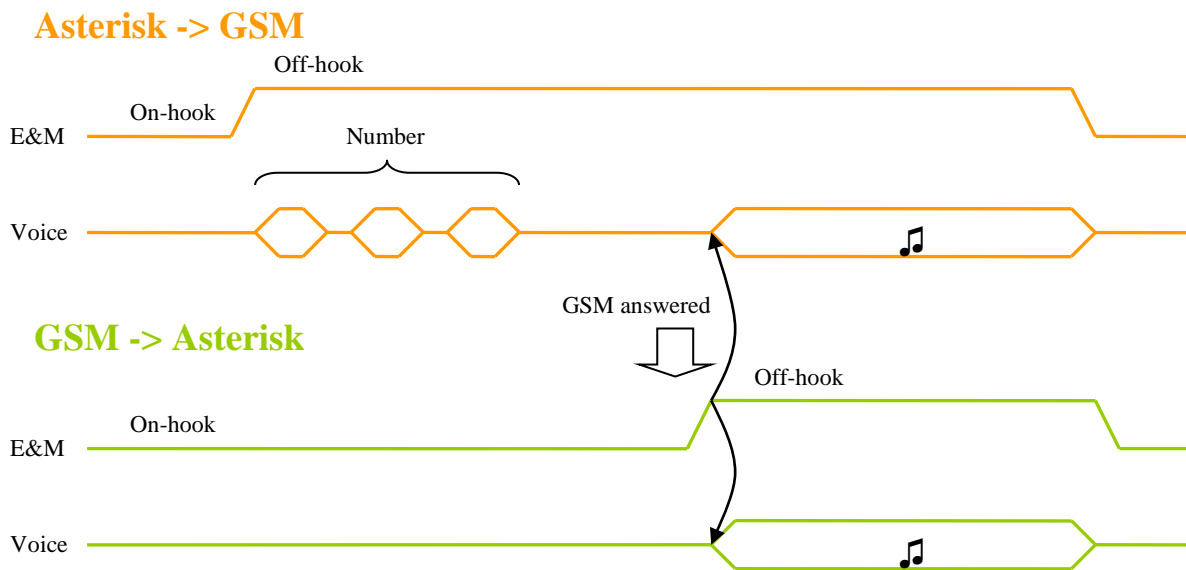 Asterisk -> GSM
Off-hook
On-hook
E&M
Number
Voice
GSM answered
GSM -> Asterisk
Off-hook
On-hook
E&M
Voice